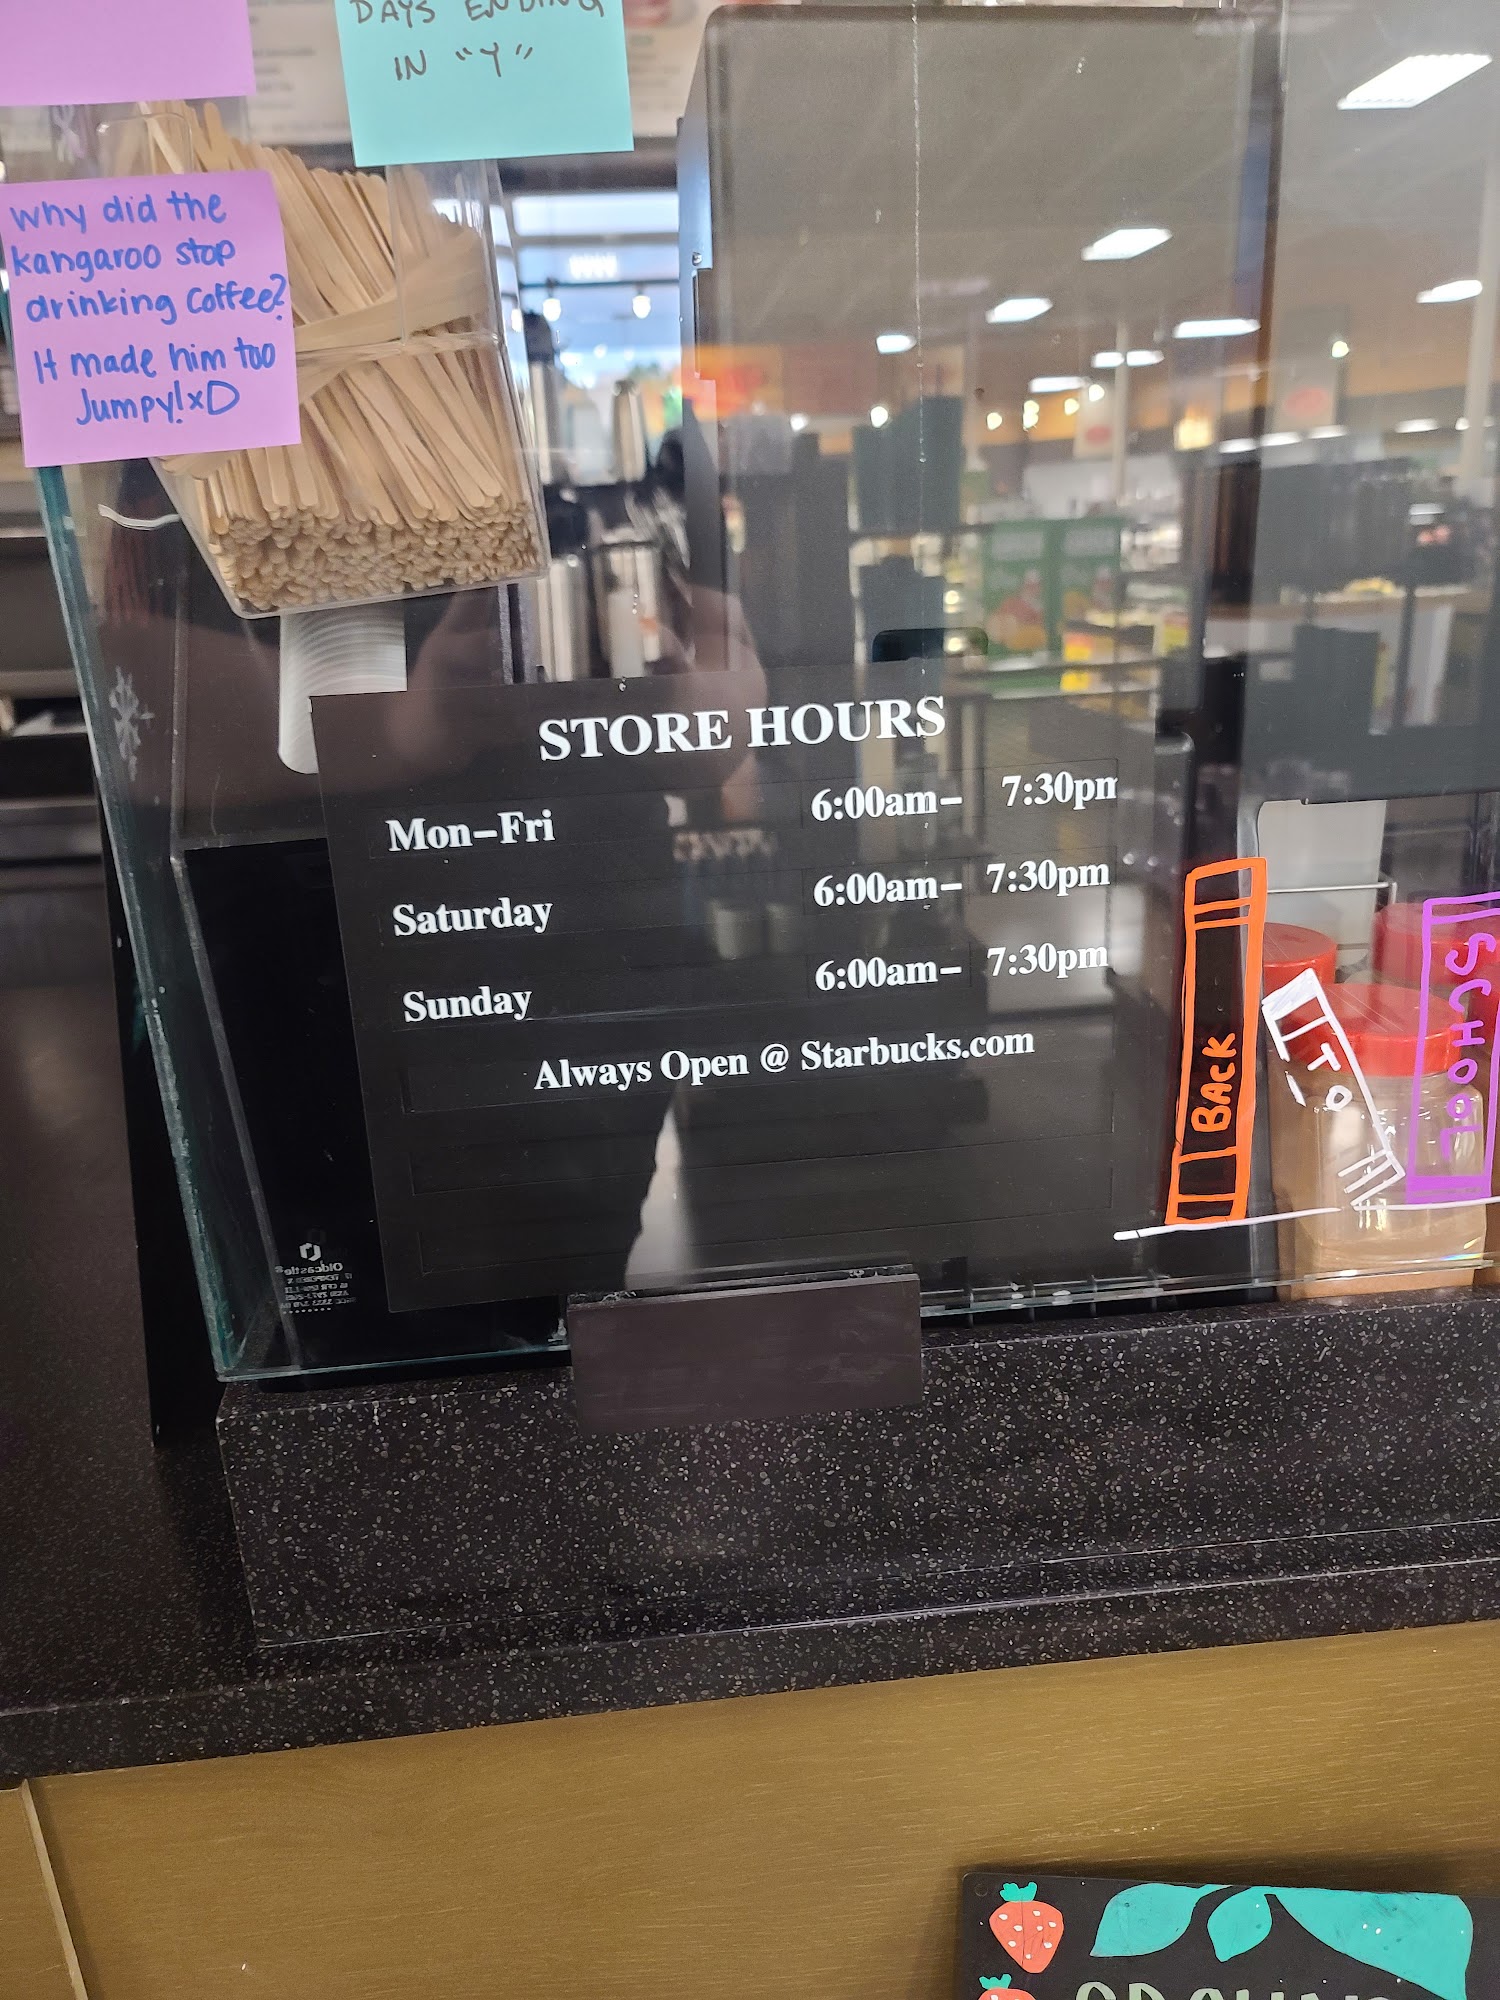 DAYS ENDING
IN "Y"
Why did the
kangaroo stop
drinking coffee?
It made him too
Jumpy!xD
STORE HOURS
Mon-Fri 6:00am- 7:30pm
Saturday 6:00am- 7:30pm
Sunday 6:00am- 7:30pm
Always Open @ Starbucks.com
BACK
TO
SCHOOL
Oldcastle®